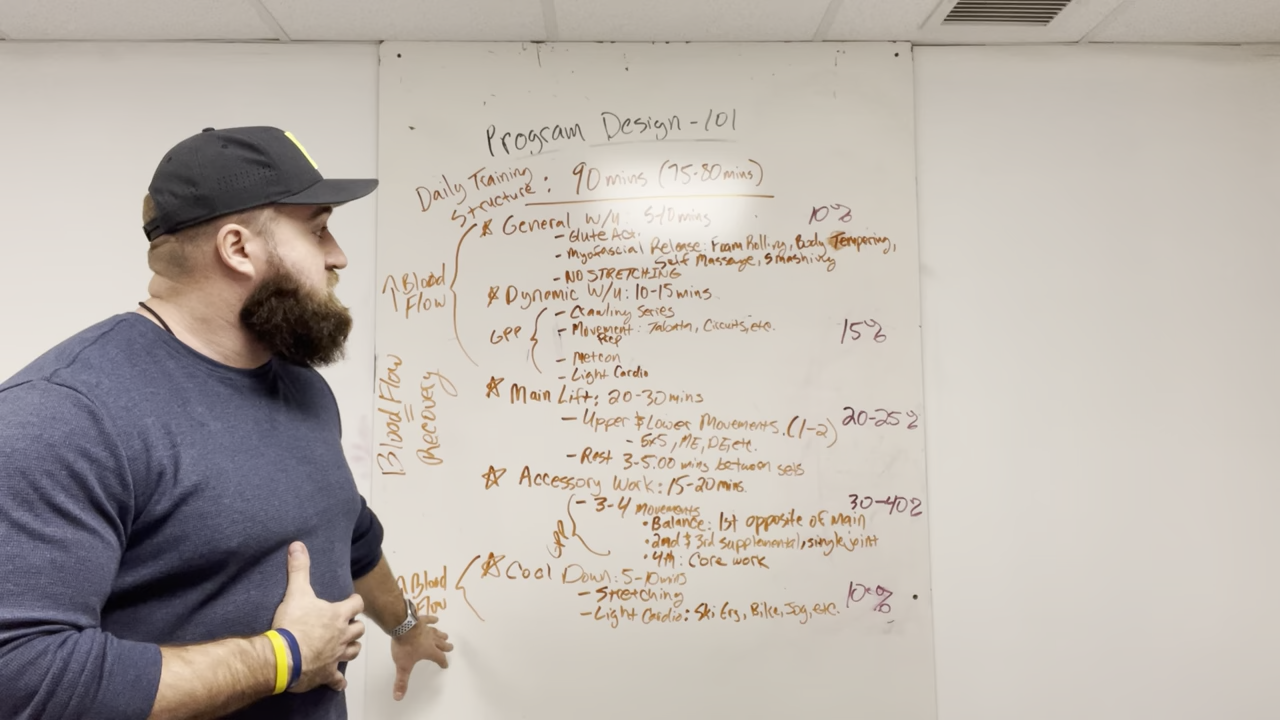 Program Design -101
Daily Training Structure: 90 mins (75-80 mins)
☆ General W/u: 5-10 mins 10%
- Glute Act.
- Myofascial Release: Foam Rolling, Body Tempering,
Self Massage, Smashing
- NO STRETCHING
↑ Blood Flow
☆ Dynamic W/u: 10-15 mins
GPP
- Crawling Series
- Movement Prep: Tabata, Circuits, etc. 15%
- Metcon
- Light Cardio
Blood Flow = Recovery
☆ Main Lift: 20-30 mins
- Upper & Lower Movements. (1-2) 20-25%
- 5x5, ME, DE, etc.
- Rest 3-5:00 mins between sets
☆ Accessory Work: 15-20 mins.
- 3-4 movements 30-40%
GPP
• Balance: 1st opposite of main
• 2nd & 3rd supplemental, single joint
• 4th: Core work
↑ Blood Flow
☆ Cool Down: 5-10 mins
- Stretching
- Light Cardio: Ski Erg, Bike, Jog, etc. 10%